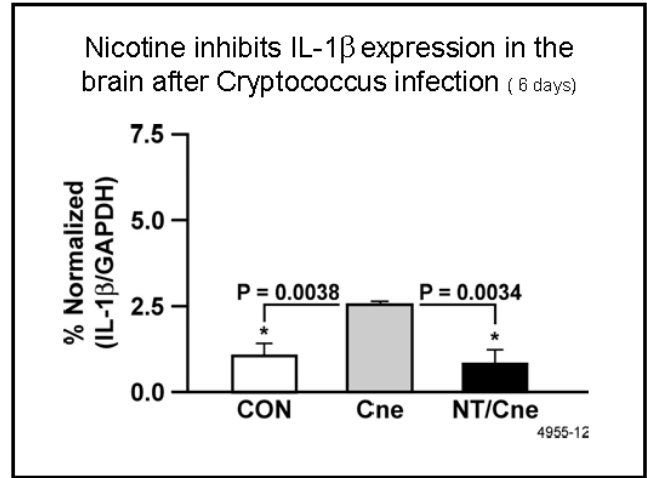 Nicotine inhibits IL-1β expression in the
brain after Cryptococcus infection ( 6 days)
% Normalized
(IL-1β/GAPDH)
7.5
5.0
2.5
0.0
P = 0.0038
P = 0.0034
*
*
CON
Cne
NT/Cne
4955-12